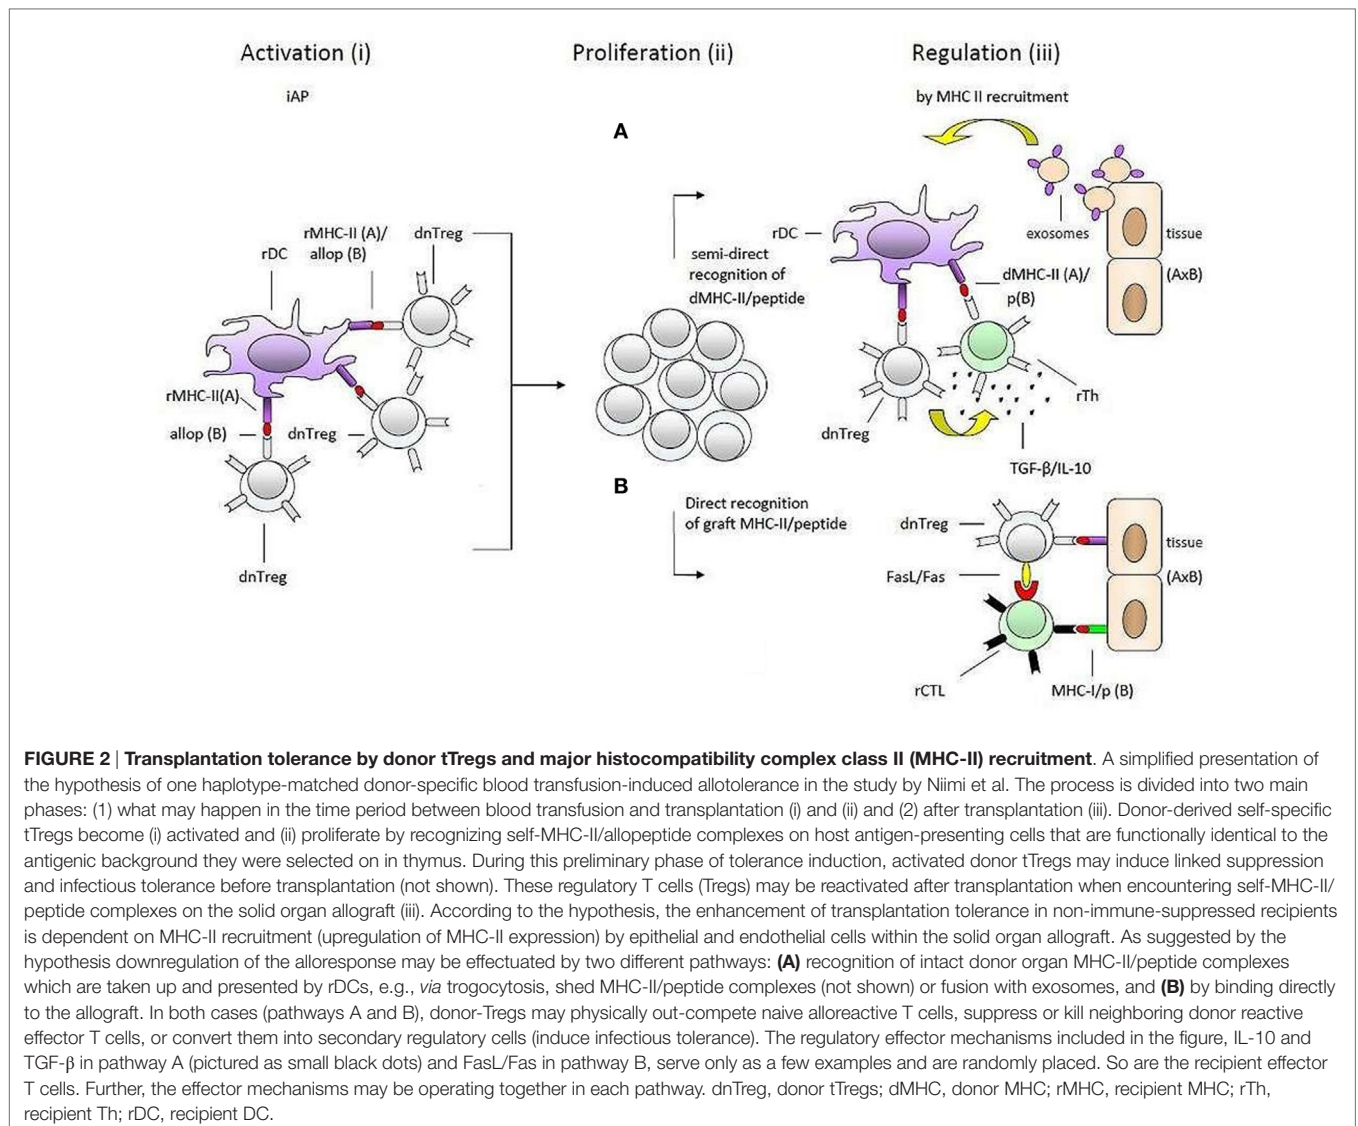 Activation (i)
Proliferation (ii)
Regulation (iii)
iAP
by MHC II recruitment
A
rMHC-II (A)/
allop (B)
dnTreg
rDC
rMHC-II(A)
allop (B)
dnTreg
dnTreg
semi-direct
recognition of
dMHC-II/peptide
rDC
exosomes
tissue
(AxB)
dMHC-II (A)/
p(B)
rTh
dnTreg
TGF-β/IL-10
B
Direct recognition
of graft MHC-II/peptide
dnTreg
tissue
FasL/Fas
(AxB)
rCTL
MHC-I/p (B)
FIGURE 2 | Transplantation tolerance by donor tTregs and major histocompatibility complex class II (MHC-II) recruitment. A simplified presentation of
the hypothesis of one haplotype-matched donor-specific blood transfusion-induced allotolerance in the study by Niimi et al. The process is divided into two main
phases: (1) what may happen in the time period between blood transfusion and transplantation (i) and (ii) and (2) after transplantation (iii). Donor-derived self-specific
tTregs become (i) activated and (ii) proliferate by recognizing self-MHC-II/allopeptide complexes on host antigen-presenting cells that are functionally identical to the
antigenic background they were selected on in thymus. During this preliminary phase of tolerance induction, activated donor tTregs may induce linked suppression
and infectious tolerance before transplantation (not shown). These regulatory T cells (Tregs) may be reactivated after transplantation when encountering self-MHC-II/
peptide complexes on the solid organ allograft (iii). According to the hypothesis, the enhancement of transplantation tolerance in non-immune-suppressed recipients
is dependent on MHC-II recruitment (upregulation of MHC-II expression) by epithelial and endothelial cells within the solid organ allograft. As suggested by the
hypothesis downregulation of the alloresponse may be effectuated by two different pathways: (A) recognition of intact donor organ MHC-II/peptide complexes
which are taken up and presented by rDCs, e.g., via trogocytosis, shed MHC-II/peptide complexes (not shown) or fusion with exosomes, and (B) by binding directly
to the allograft. In both cases (pathways A and B), donor-Tregs may physically out-compete naive alloreactive T cells, suppress or kill neighboring donor reactive
effector T cells, or convert them into secondary regulatory cells (induce infectious tolerance). The regulatory effector mechanisms included in the figure, IL-10 and
TGF-β in pathway A (pictured as small black dots) and FasL/Fas in pathway B, serve only as a few examples and are randomly placed. So are the recipient effector
T cells. Further, the effector mechanisms may be operating together in each pathway. dnTreg, donor tTregs; dMHC, donor MHC; rMHC, recipient MHC; rTh,
recipient Th; rDC, recipient DC.